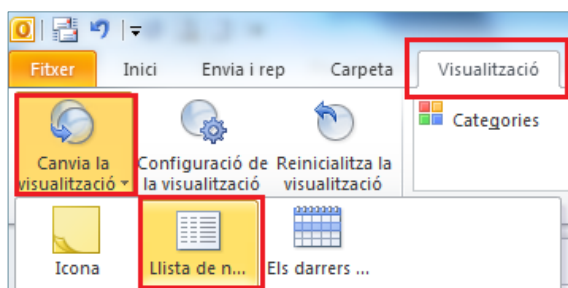 Fitxer Inici Envia i rep Carpeta Visualització
Canvia la Configuració de Reinicialitza la Categories
visualització la visualització visualització
Icona Llista de n... Els darrers ...